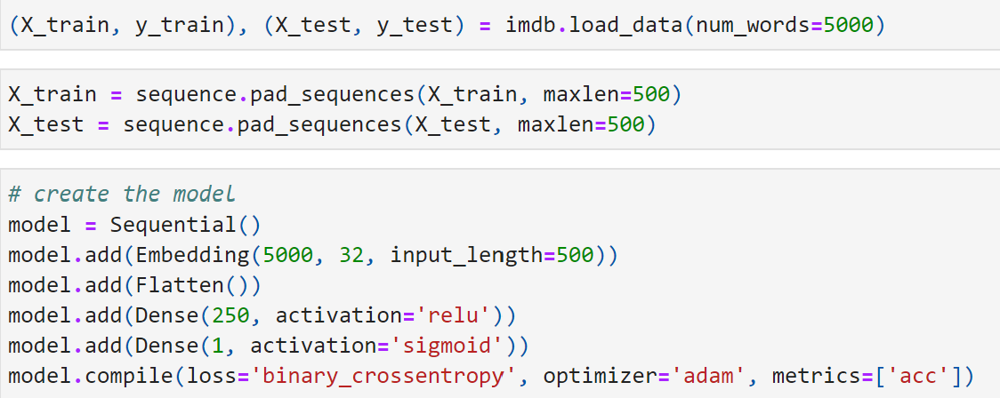 (X_train, y_train), (X_test, y_test) = imdb.load_data(num_words=5000)
X_train = sequence.pad_sequences(X_train, maxlen=500)
X_test = sequence.pad_sequences(X_test, maxlen=500)
# create the model
model = Sequential()
model.add(Embedding(5000, 32, input_length=500))
model.add(Flatten())
model.add(Dense(250, activation='relu'))
model.add(Dense(1, activation='sigmoid'))
model.compile(loss='binary_crossentropy', optimizer='adam', metrics=['acc'])